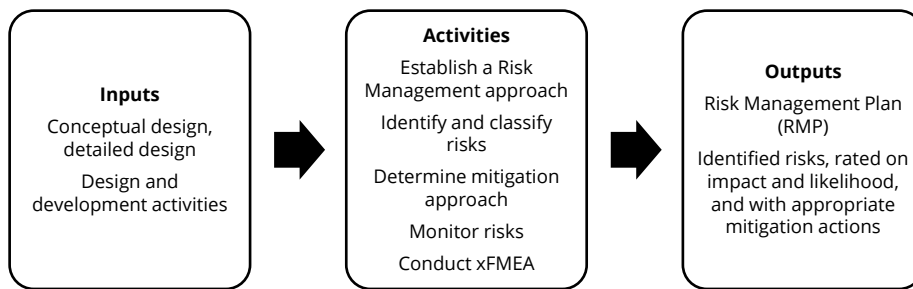 Inputs
Conceptual design,
detailed design
Design and
development activities
Activities
Establish a Risk
Management approach
Identify and classify
risks
Determine mitigation
approach
Monitor risks
Conduct xFMEA
Outputs
Risk Management Plan
(RMP)
Identified risks, rated on
impact and likelihood,
and with appropriate
mitigation actions